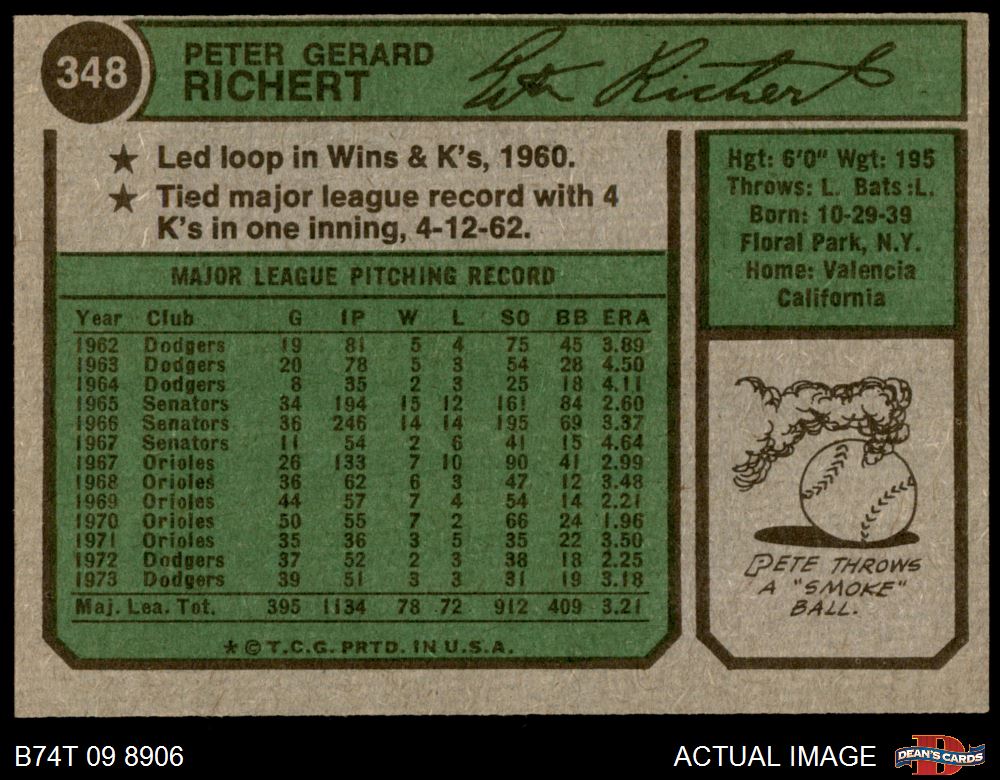 348
PETER GERARD
RICHERT
Pete Richert
★ Led loop in Wins & K's, 1960.
★ Tied major league record with 4
K's in one inning, 4-12-62.
MAJOR LEAGUE PITCHING RECORD
Year Club G IP W L SO BB ERA
1962 Dodgers 19 81 5 4 75 45 3.89
1963 Dodgers 20 78 5 3 54 28 4.50
1964 Dodgers 8 35 2 3 25 18 4.11
1965 Senators 34 194 15 12 161 84 2.60
1966 Senators 36 246 14 14 195 69 3.37
1967 Senators 11 54 2 6 41 15 4.64
1967 Orioles 26 133 7 10 90 41 2.99
1968 Orioles 36 62 6 3 47 12 3.48
1969 Orioles 44 57 7 4 54 14 2.21
1970 Orioles 50 55 7 2 66 24 1.96
1971 Orioles 35 36 3 5 35 22 3.50
1972 Dodgers 37 52 2 3 38 18 2.25
1973 Dodgers 39 51 3 3 31 19 3.18
Maj. Lea. Tot. 395 1134 78 72 912 409 3.21
★ © T.C.G. PRTD. IN U.S.A.
Hgt: 6'0" Wgt: 195
Throws: L. Bats: L.
Born: 10-29-39
Floral Park, N.Y.
Home: Valencia
California
PETE THROWS
A "SMOKE"
BALL.
B74T 09 8906
ACTUAL IMAGE
D
DEAN'S CARDS